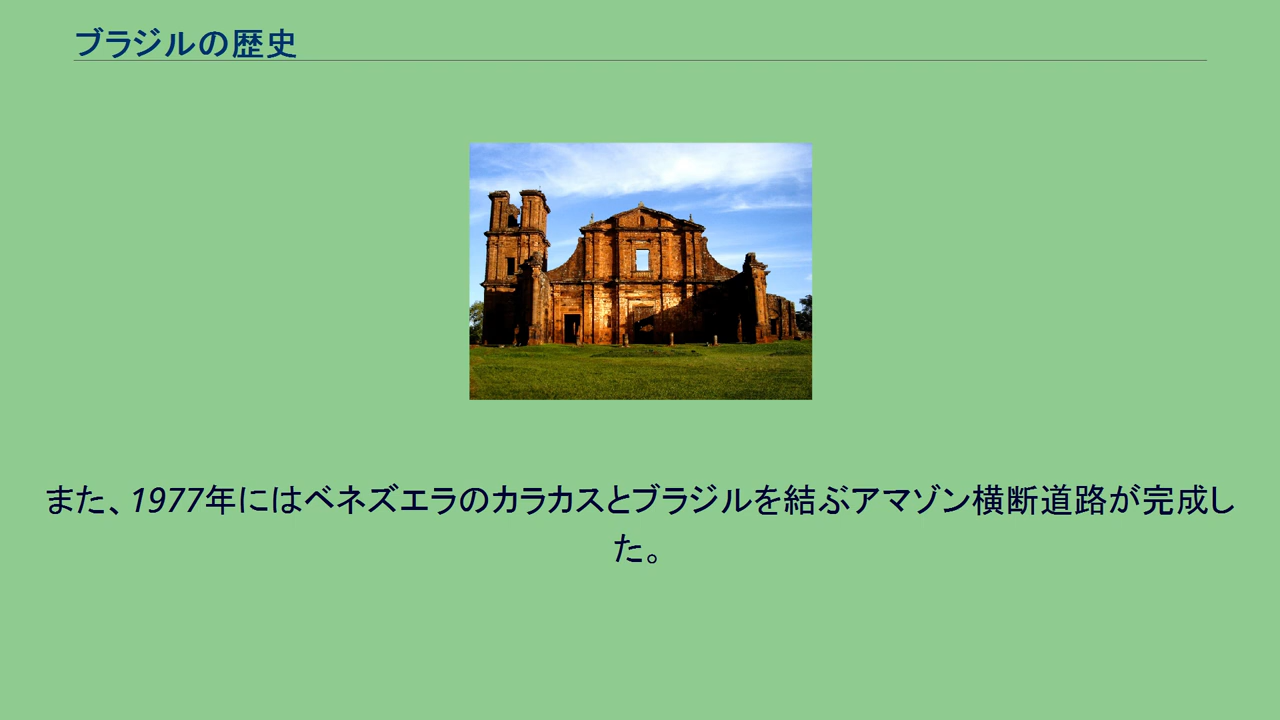 ブラジルの歴史
また、1977年にはベネズエラのカラカスとブラジルを結ぶアマゾン横断道路が完成し
た。